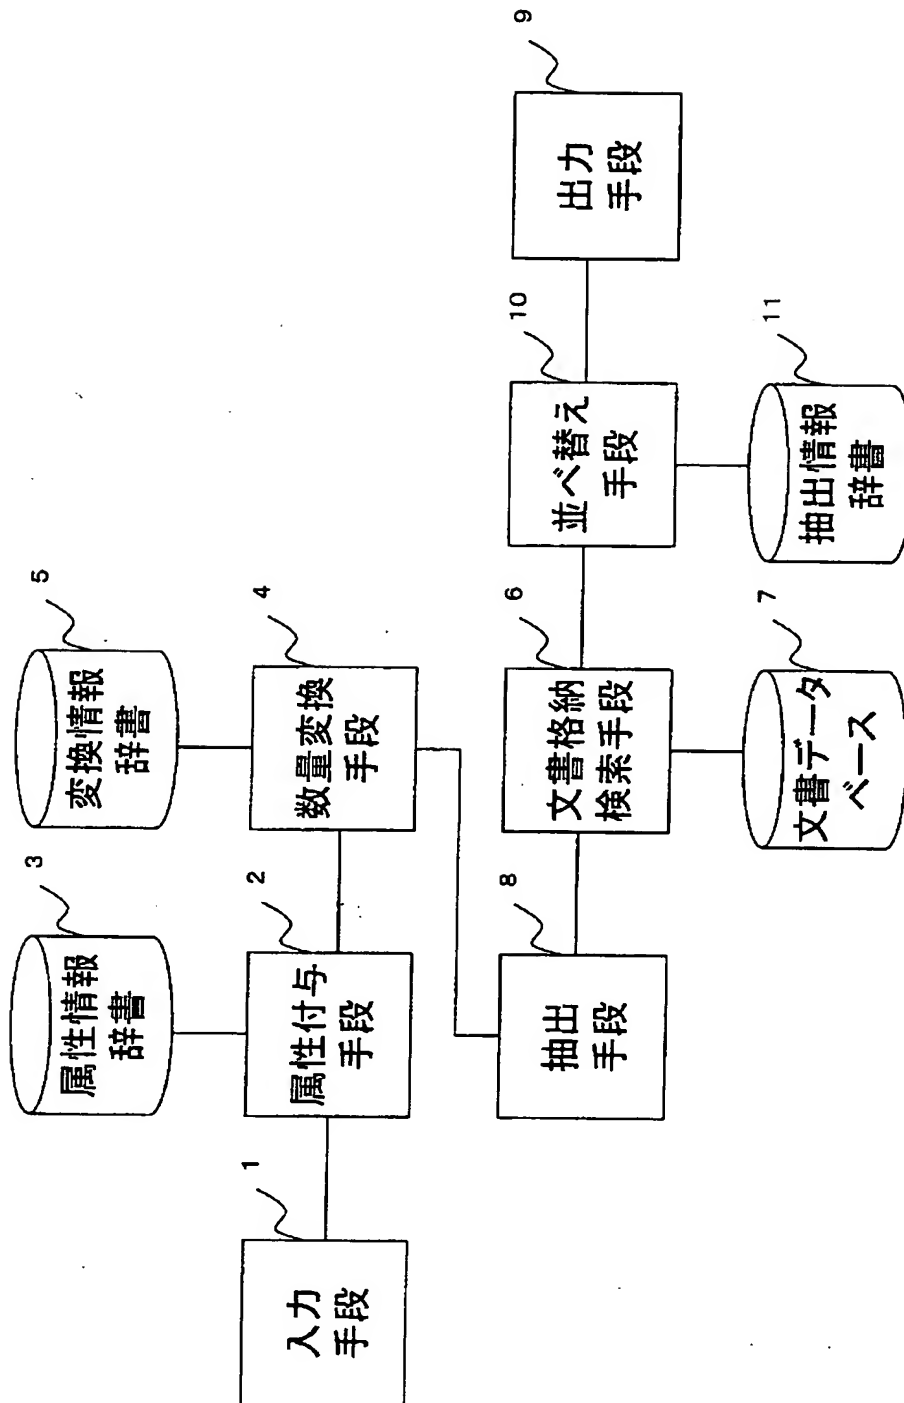 1
入力
手段
2
属性付与
手段
3
属性情報
辞書
4
数量変換
手段
5
変換情報
辞書
8
抽出
手段
6
文書格納
検索手段
7
文書データ
ベース
10
並べ替え
手段
11
抽出情報
辞書
9
出力
手段